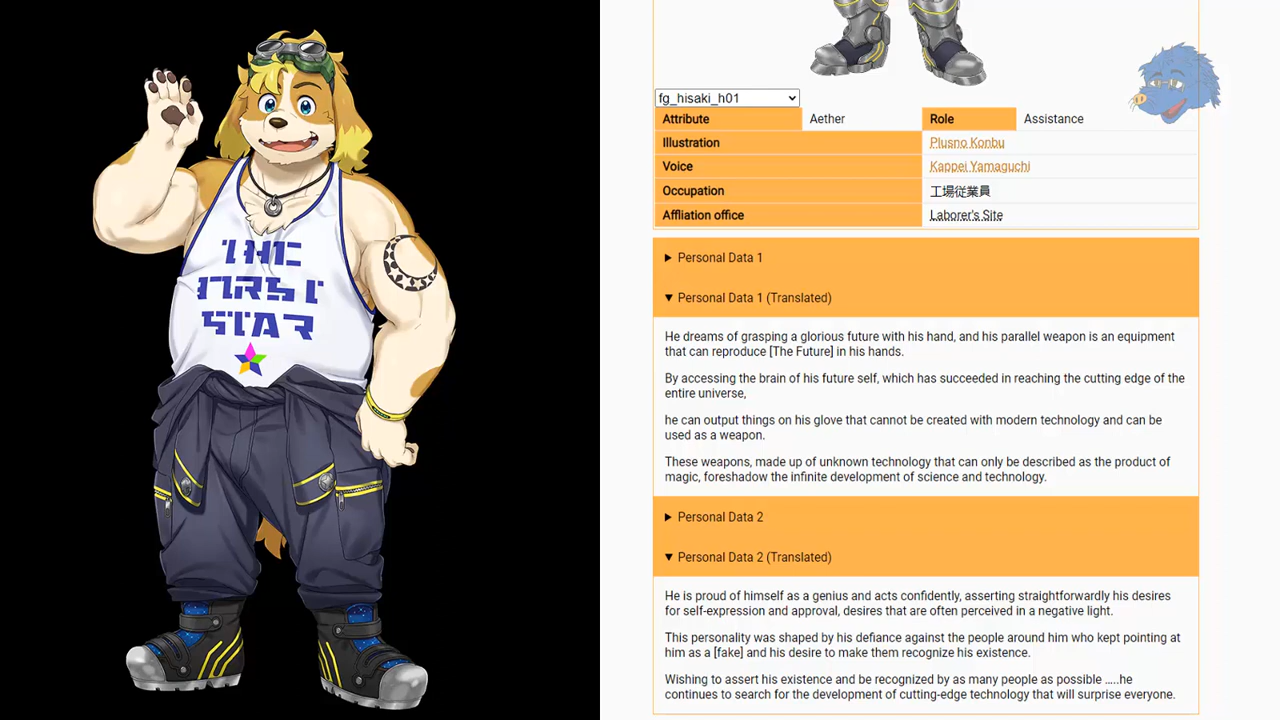 THE
FIRST
STAR
fg_hisaki_h01
Attribute Aether Role Assistance
Illustration Plusno Konbu
Voice Kappei Yamaguchi
Occupation 工場従業員
Affliation office Laborer's Site
Personal Data 1
Personal Data 1 (Translated)
He dreams of grasping a glorious future with his hand, and his parallel weapon is an equipment
that can reproduce [The Future] in his hands.
By accessing the brain of his future self, which has succeeded in reaching the cutting edge of the
entire universe,
he can output things on his glove that cannot be created with modern technology and can be
used as a weapon.
These weapons, made up of unknown technology that can only be described as the product of
magic, foreshadow the infinite development of science and technology.
Personal Data 2
Personal Data 2 (Translated)
He is proud of himself as a genius and acts confidently, asserting straightforwardly his desires
for self-expression and approval, desires that are often perceived in a negative light.
This personality was shaped by his defiance against the people around him who kept pointing at
him as a [fake] and his desire to make them recognize his existence.
Wishing to assert his existence and be recognized by as many people as possible .....he
continues to search for the development of cutting-edge technology that will surprise everyone.